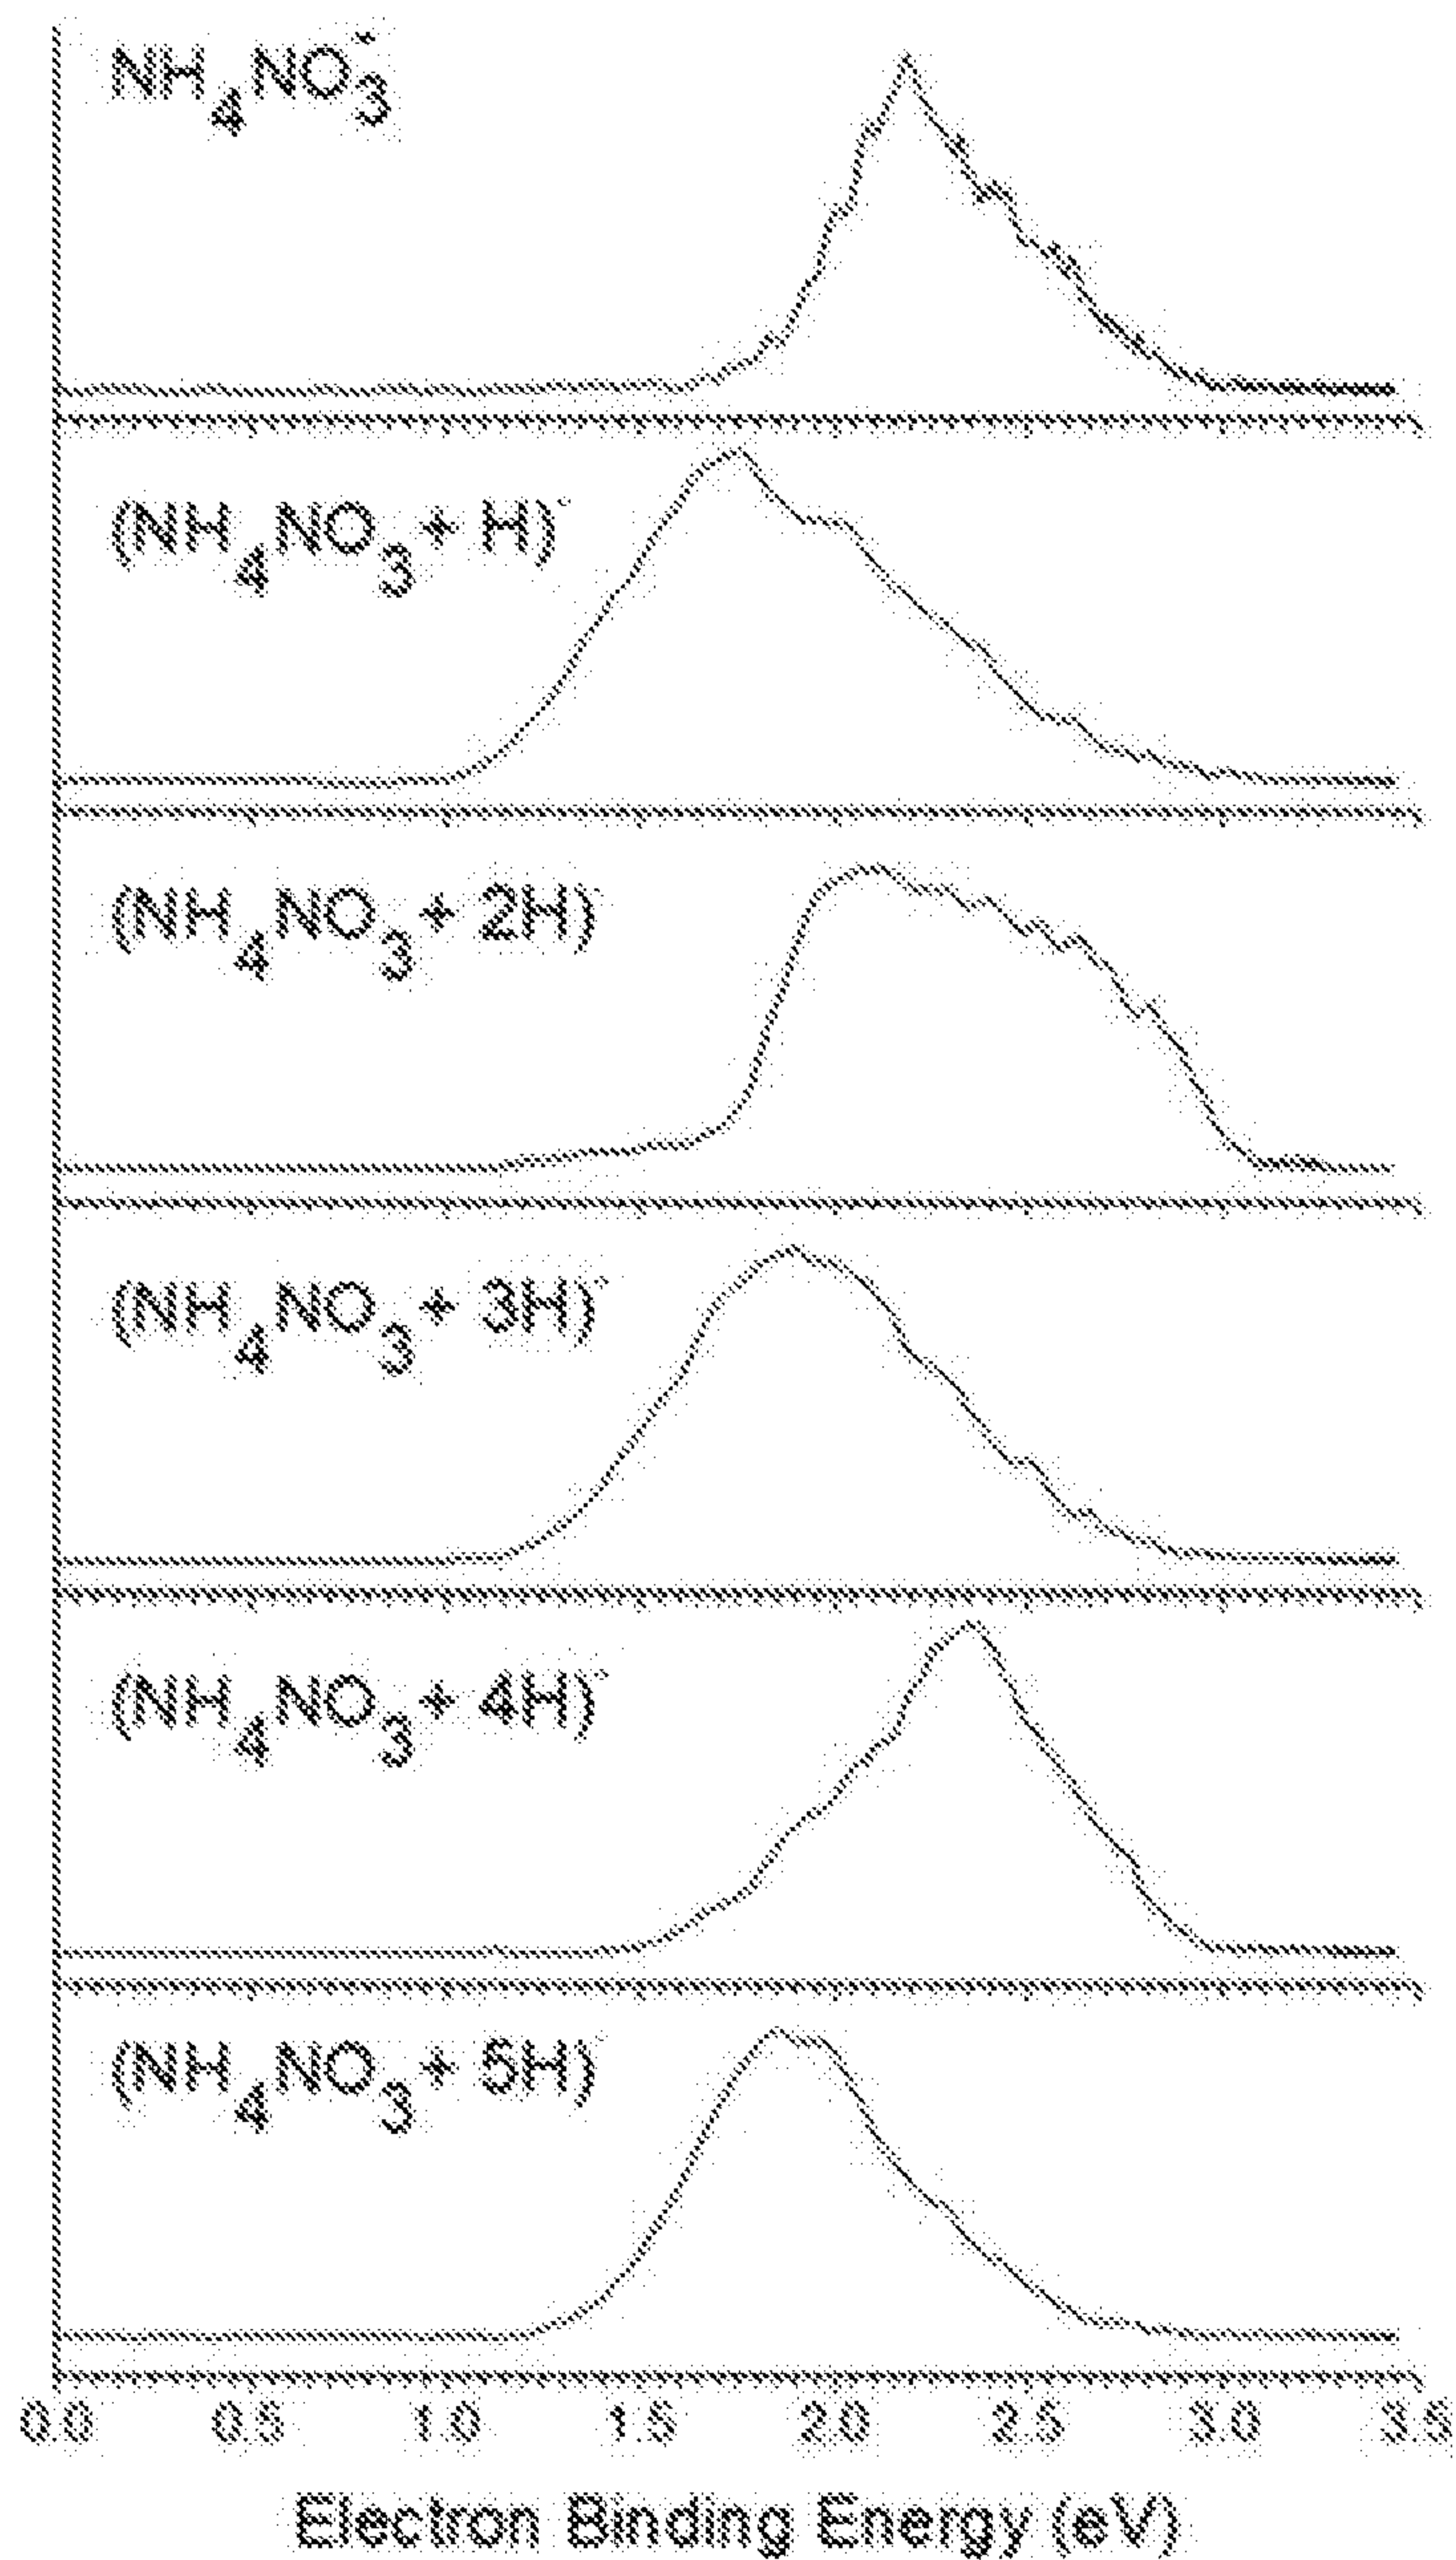 NH₄NO₃⁻
(NH₄NO₃ + H)⁻
(NH₄NO₃ + 2H)⁻
(NH₄NO₃ + 3H)⁻
(NH₄NO₃ + 4H)⁻
(NH₄NO₃ + 5H)⁻
0.0 0.5 1.0 1.5 2.0 2.5 3.0 3.5
Electron Binding Energy (eV)